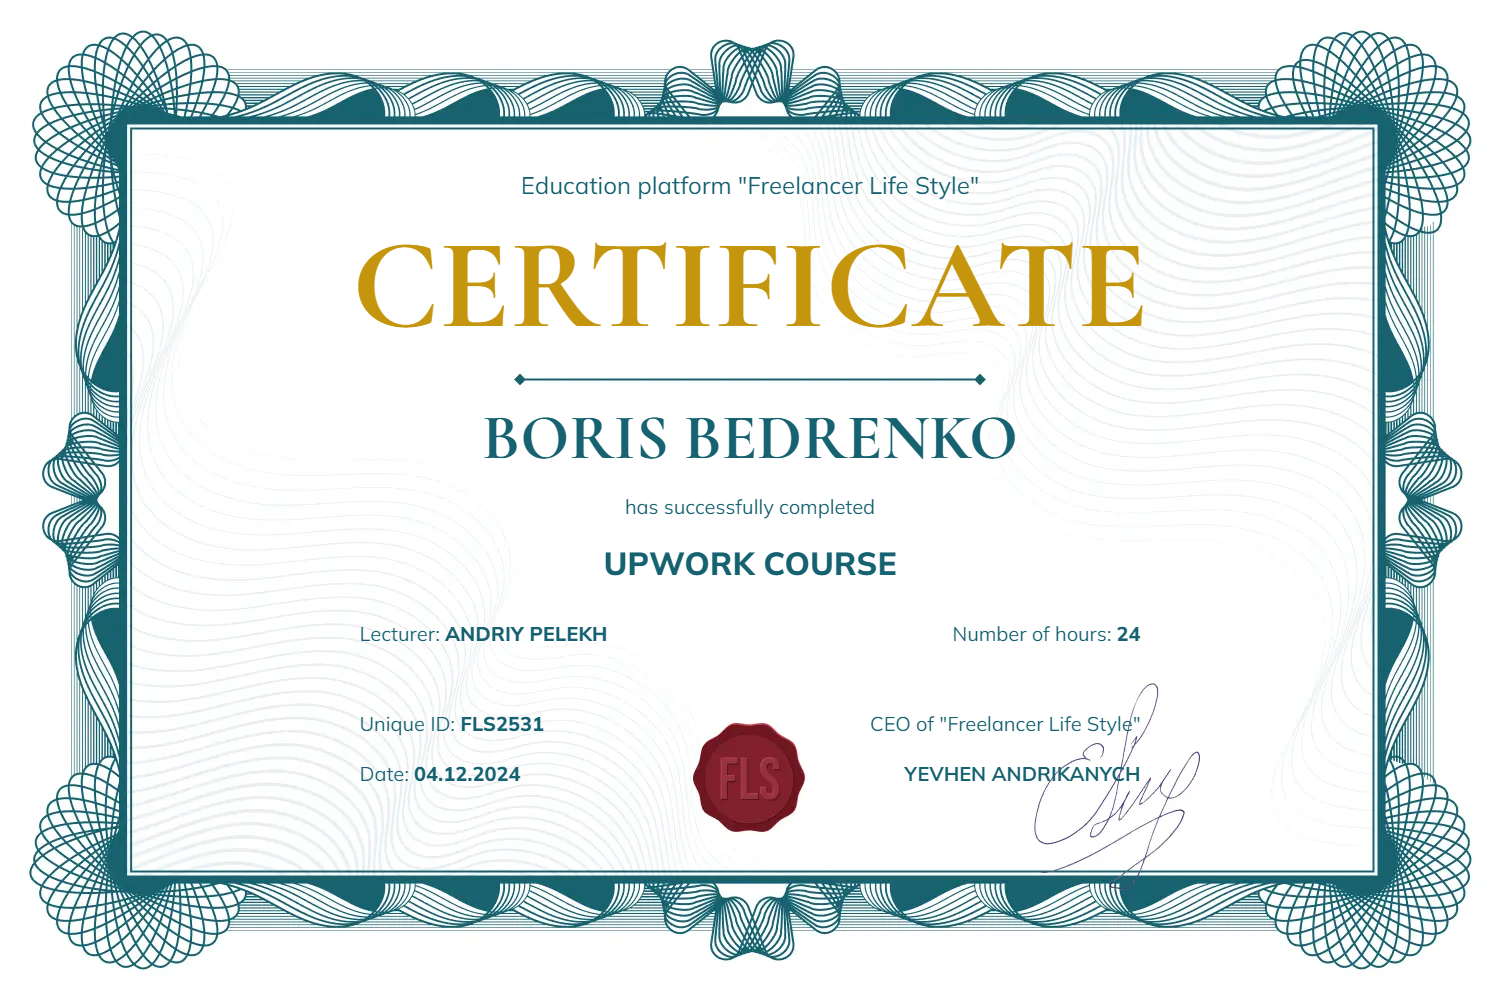 Education platform "Freelancer Life Style"
CERTIFICATE
BORIS BEDRENKO
has successfully completed
UPWORK COURSE
Lecturer: ANDRIY PELEKH
Number of hours: 24
Unique ID: FLS2531
CEO of "Freelancer Life Style"
Date: 04.12.2024
FLS
YEVHEN ANDRIKANYCH